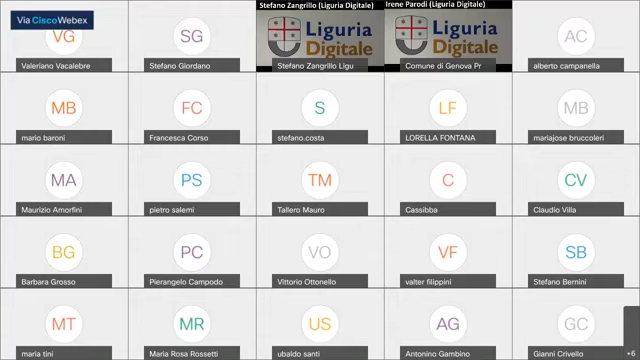 Via CiscoWebex
VG
Valeriano Vacalebre
SG
Stefano Giordano
Stefano Zangrillo (Liguria Digitale)
Liguria
Digitale
Stefano Zangrillo Ligu
Irene Parodi (Liguria Digitale)
Liguria
Digitale
Comune di Genova Pr
AC
alberto campanella
MB
mario baroni
FC
Francesca Corso
S
stefano.costa
LF
LORELLA FONTANA
MB
mariajose bruccoleri
MA
Maurizio Amorfini
PS
pietro salemi
TM
Tallero Mauro
C
Cassibba
CV
Claudio Villa
BG
Barbara Grosso
PC
Pierangelo Campodo
VO
Vittorio Ottonello
VF
valter filippini
SB
Stefano Bernini
MT
maria tini
MR
Maria Rosa Rossetti
US
ubaldo santi
AG
Antonino Gambino
GC
Gianni Crivello
+6